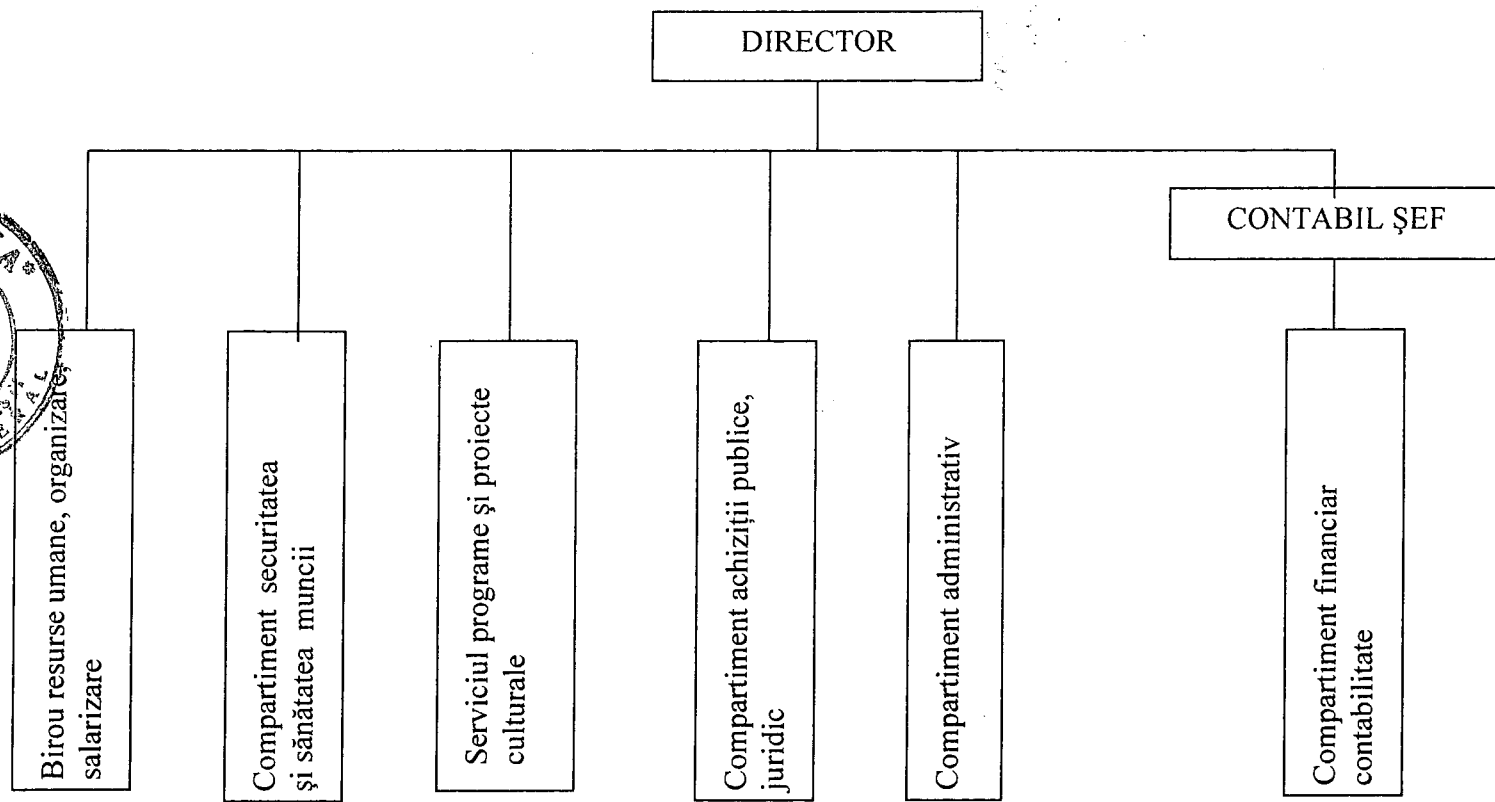 DIRECTOR
CONTABIL ŞEF
Birou resurse umane, organizare,
salarizare
Compartiment securitatea
şi sănătatea muncii
Serviciul programe şi proiecte
culturale
Compartiment achiziţii publice,
juridic
Compartiment administrativ
Compartiment financiar
contabilitate